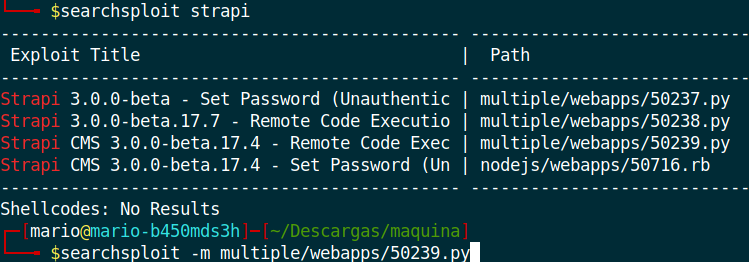 └──╼ $searchsploit strapi
---------------------------------------------- ----------------------------
 Exploit Title                                |  Path
---------------------------------------------- ----------------------------
Strapi 3.0.0-beta - Set Password (Unauthentic | multiple/webapps/50237.py
Strapi 3.0.0-beta.17.7 - Remote Code Executio | multiple/webapps/50238.py
Strapi CMS 3.0.0-beta.17.4 - Remote Code Exec | multiple/webapps/50239.py
Strapi CMS 3.0.0-beta.17.4 - Set Password (Un | nodejs/webapps/50716.rb
---------------------------------------------- ----------------------------
Shellcodes: No Results
┌─[mario@mario-b450mds3h]─[~/Descargas/maquina]
└──╼ $searchsploit -m multiple/webapps/50239.py